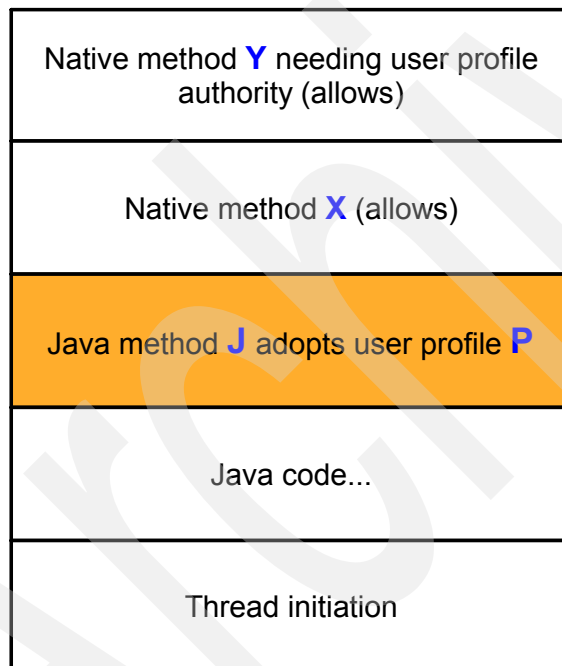 Native method Y needing user profile
authority (allows)
Native method X (allows)
Java method J adopts user profile P
Java code...
Thread initiation